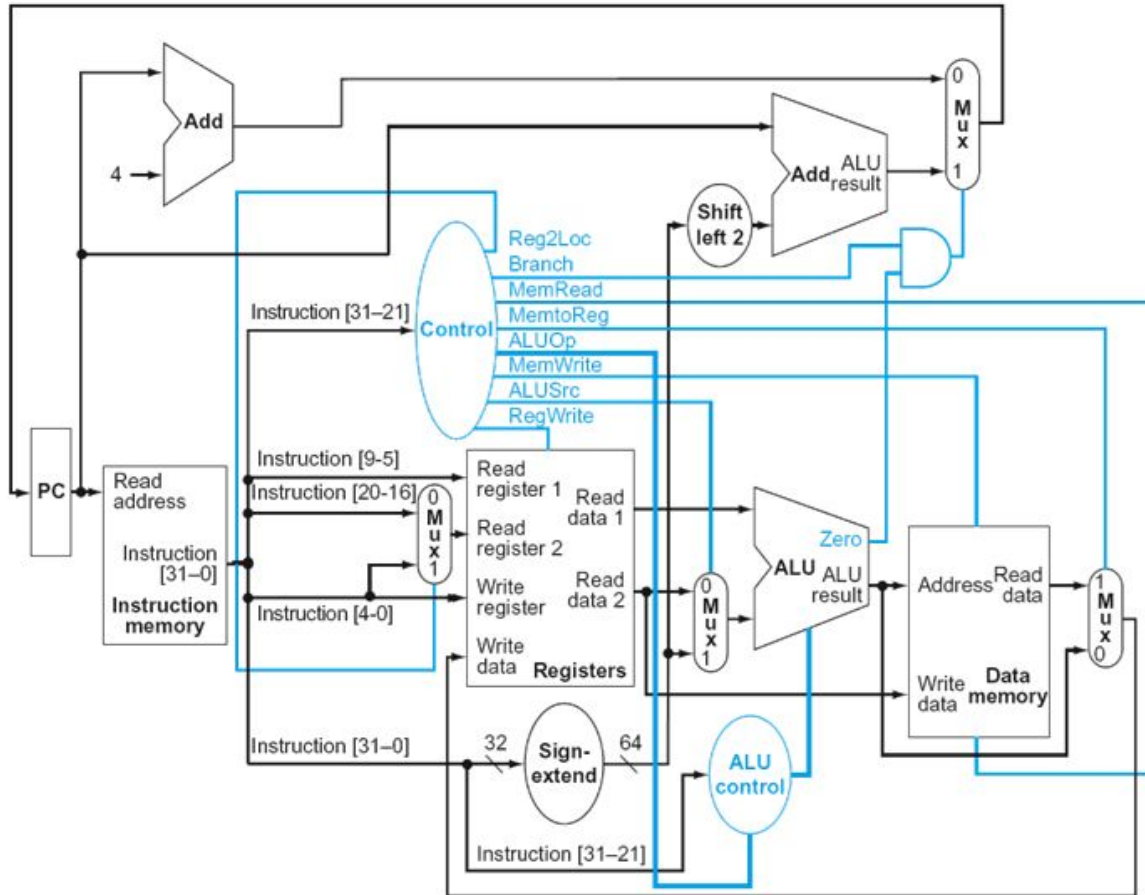 0
Mux
1
Add
4
Add
ALU
result
Shift
left 2
Reg2Loc
Branch
MemRead
MemtoReg
ALUOp
MemWrite
ALUSrc
RegWrite
Control
Instruction [31–21]
PC
Read
address
Instruction
[31–0]
Instruction
memory
Instruction [9-5]
Instruction [20-16]
Instruction [4-0]
0
Mux
1
Read
register 1
Read
register 2
Write
register
Write
data
Read
data 1
Read
data 2
Registers
0
Mux
1
Zero
ALU
ALU
result
Address
Read
data
Write
data
Data
memory
1
Mux
0
Instruction [31–0]
32
Sign-
extend
64
ALU
control
Instruction [31–21]